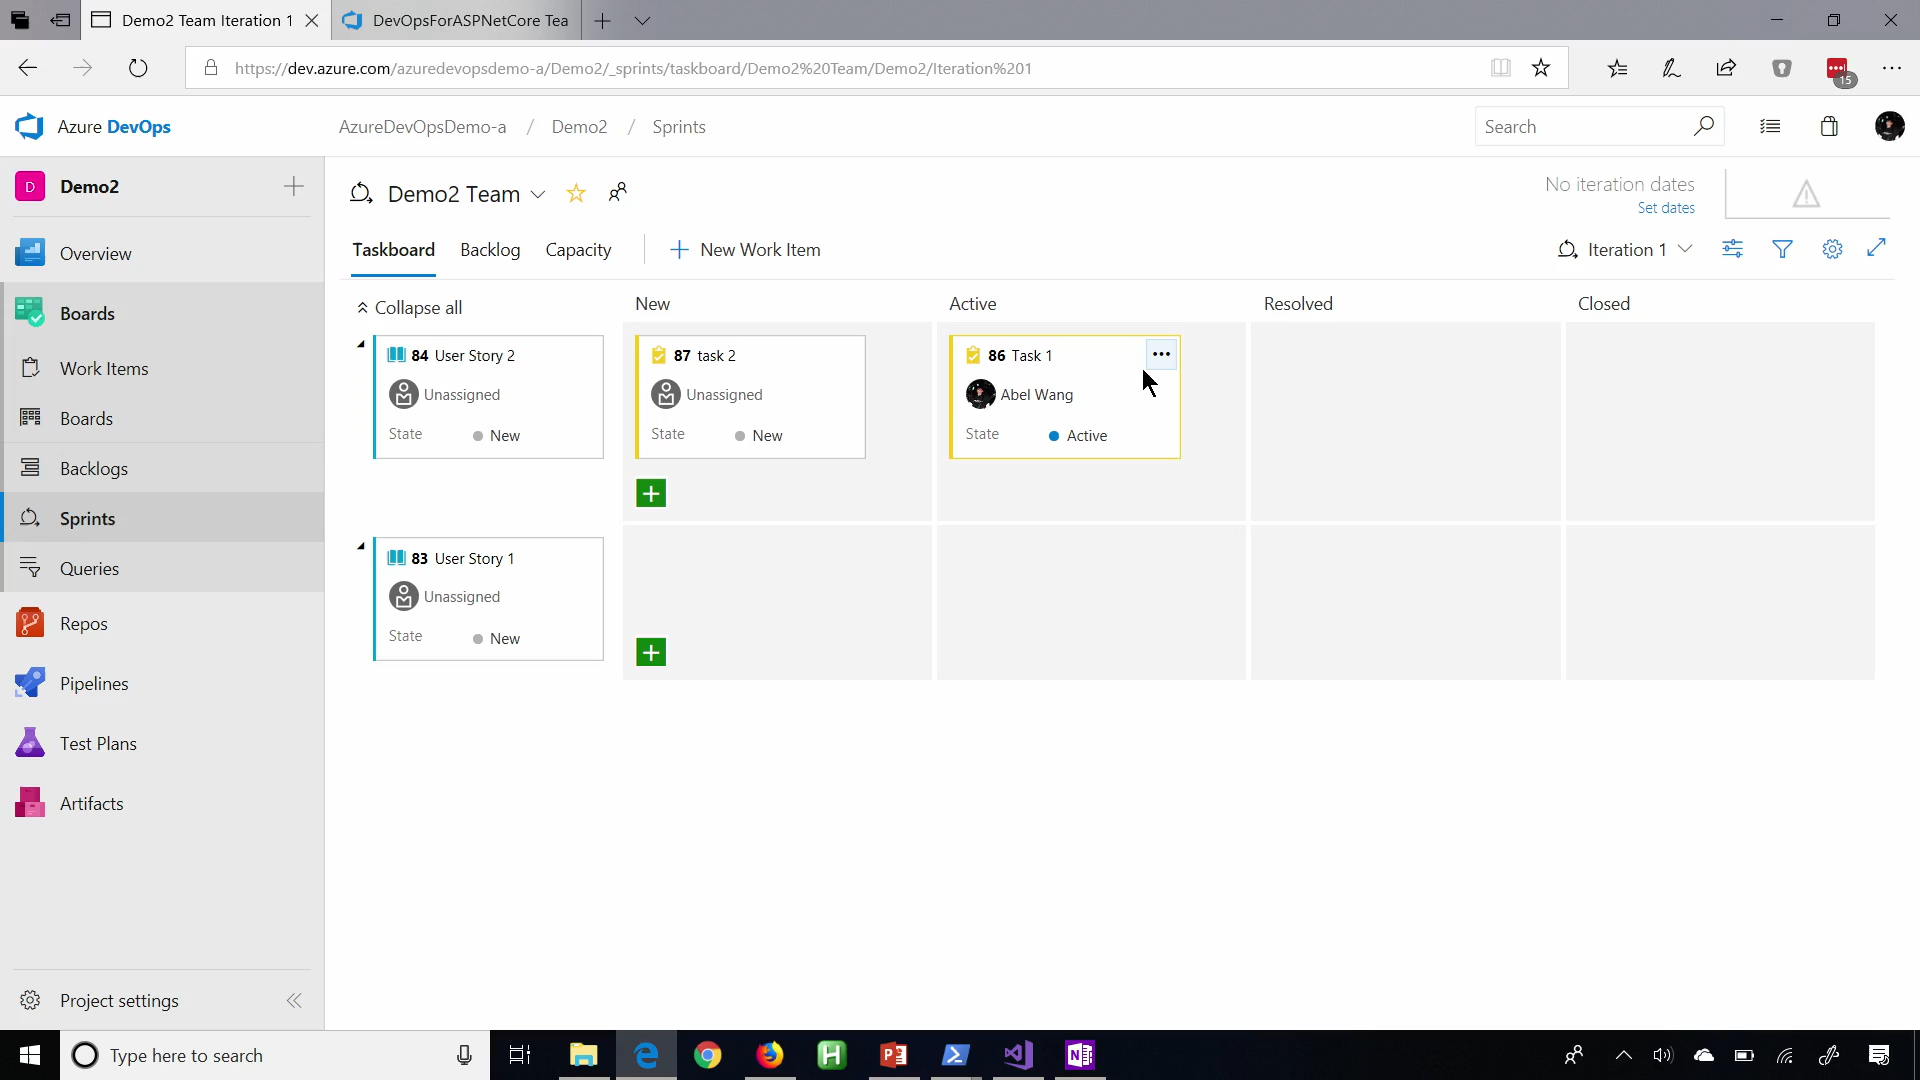 Demo2 Team Iteration 1
DevOpsForASPNetCore Tea
https://dev.azure.com/azuredevopsdemo-a/Demo2/_sprints/taskboard/Demo2%20Team/Demo2/Iteration%201
15
Azure DevOps
AzureDevOpsDemo-a / Demo2 / Sprints
Search
D Demo2
Demo2 Team
No iteration dates
Set dates
Overview
Taskboard Backlog Capacity New Work Item Iteration 1
Boards
Collapse all New Active Resolved Closed
84 User Story 2
Unassigned
State New
87 task 2
Unassigned
State New
86 Task 1
Abel Wang
State Active
Work Items
Boards
Backlogs
Sprints
Queries
83 User Story 1
Unassigned
State New
Repos
Pipelines
Test Plans
Artifacts
Project settings
Type here to search